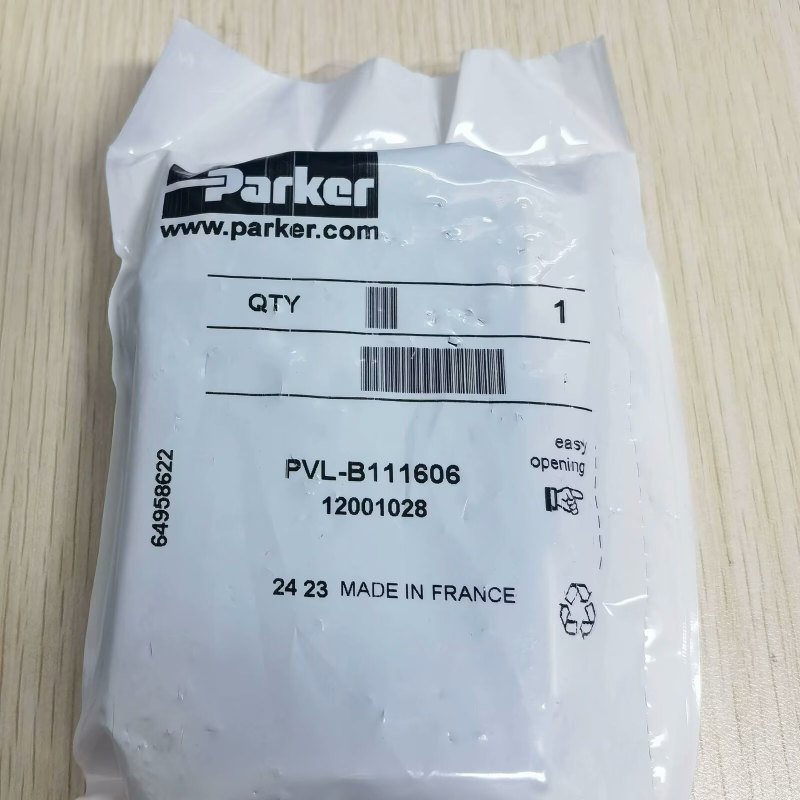 Parker
www.parker.com
QTY 1
easy
opening
PVL-B111606
12001028
64958622
24 23 MADE IN FRANCE